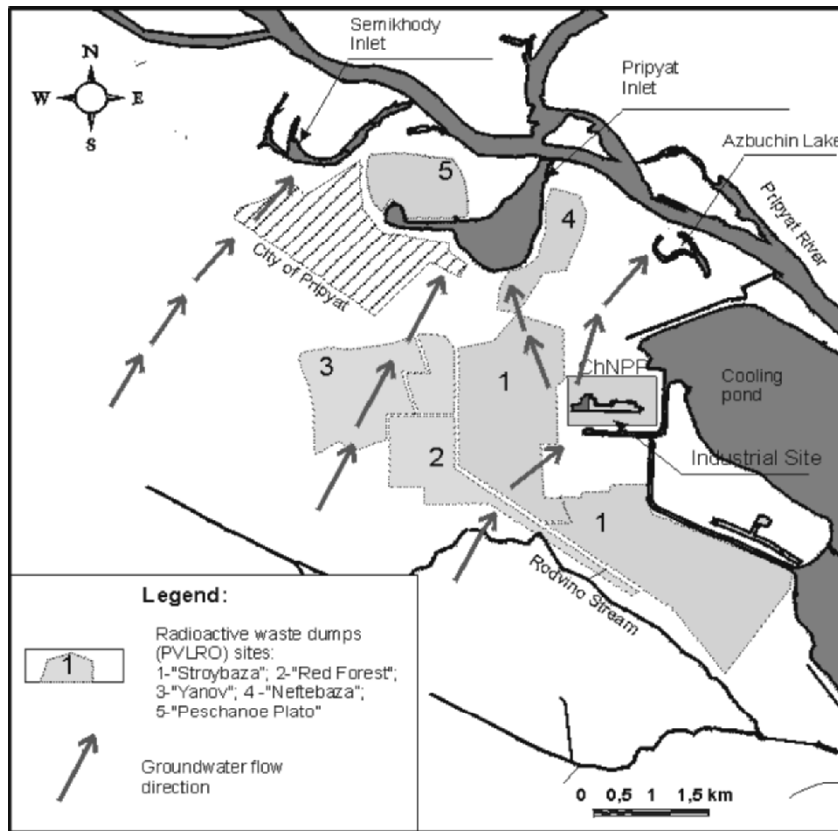 Semikhody
Inlet
N
W
E
S
Pripyat
Inlet
Azbuchin Lake
5
4
Pripyat River
City of Pripyat
3
1
ChNPP
Cooling
pond
2
Industrial Site
1
Rodvino Stream
Legend:
1
Radioactive waste dumps
(PVLRO) sites:
1-"Stroybaza"; 2-"Red Forest";
3-"Yanov"; 4 -"Neftebaza";
5-"Peschanoe Plato"
Groundwater flow
direction
0 0,5 1 1,5 km